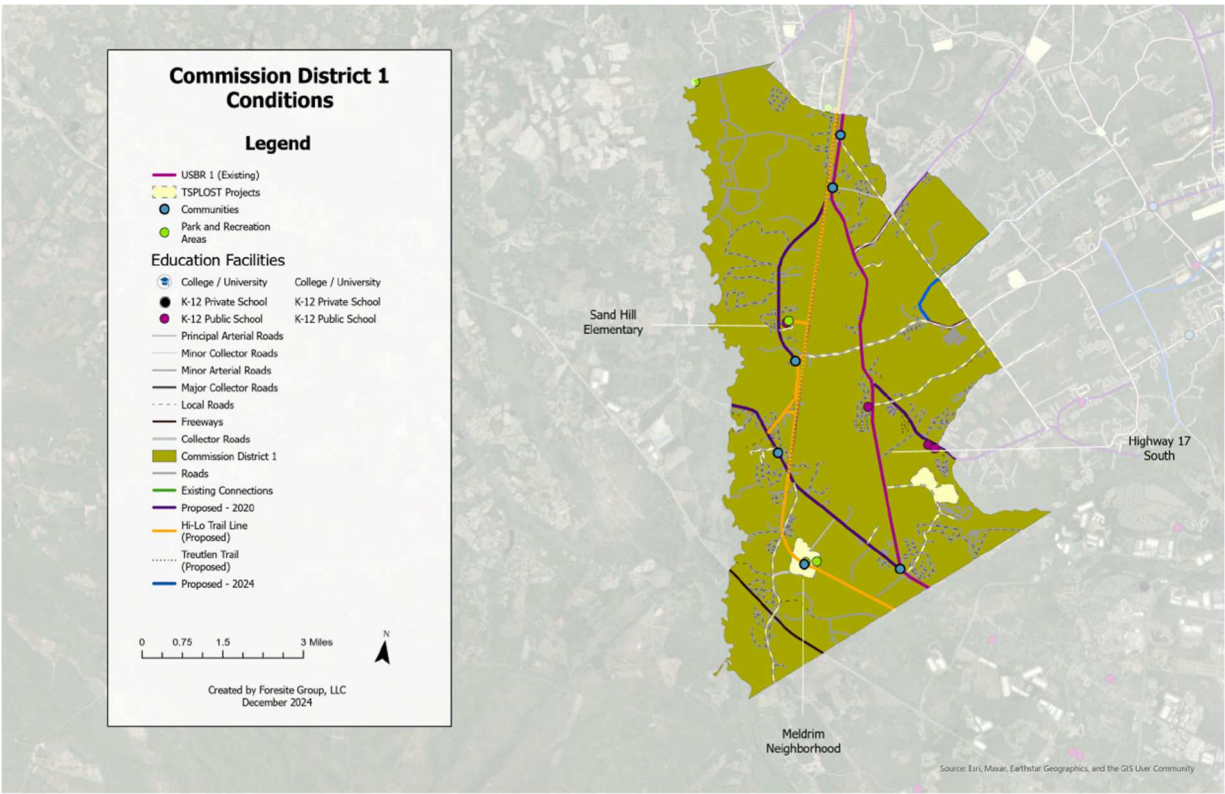 Commission District 1
Conditions
Legend
USBR 1 (Existing)
TSPLOST Projects
Communities
Park and Recreation
Areas
Education Facilities
College / University College / University
K-12 Private School K-12 Private School
K-12 Public School K-12 Public School
Principal Arterial Roads
Minor Collector Roads
Minor Arterial Roads
Major Collector Roads
Local Roads
Freeways
Collector Roads
Commission District 1
Roads
Existing Connections
Proposed - 2020
Hi-Lo Trail Line
(Proposed)
Treutlen Trail
(Proposed)
Proposed - 2024
0 0.75 1.5 3 Miles
N
Created by Foresite Group, LLC
December 2024
Sand Hill
Elementary
Highway 17
South
Meldrim
Neighborhood
Source: Esri, Maxar, Earthstar Geographics, and the GIS User Community